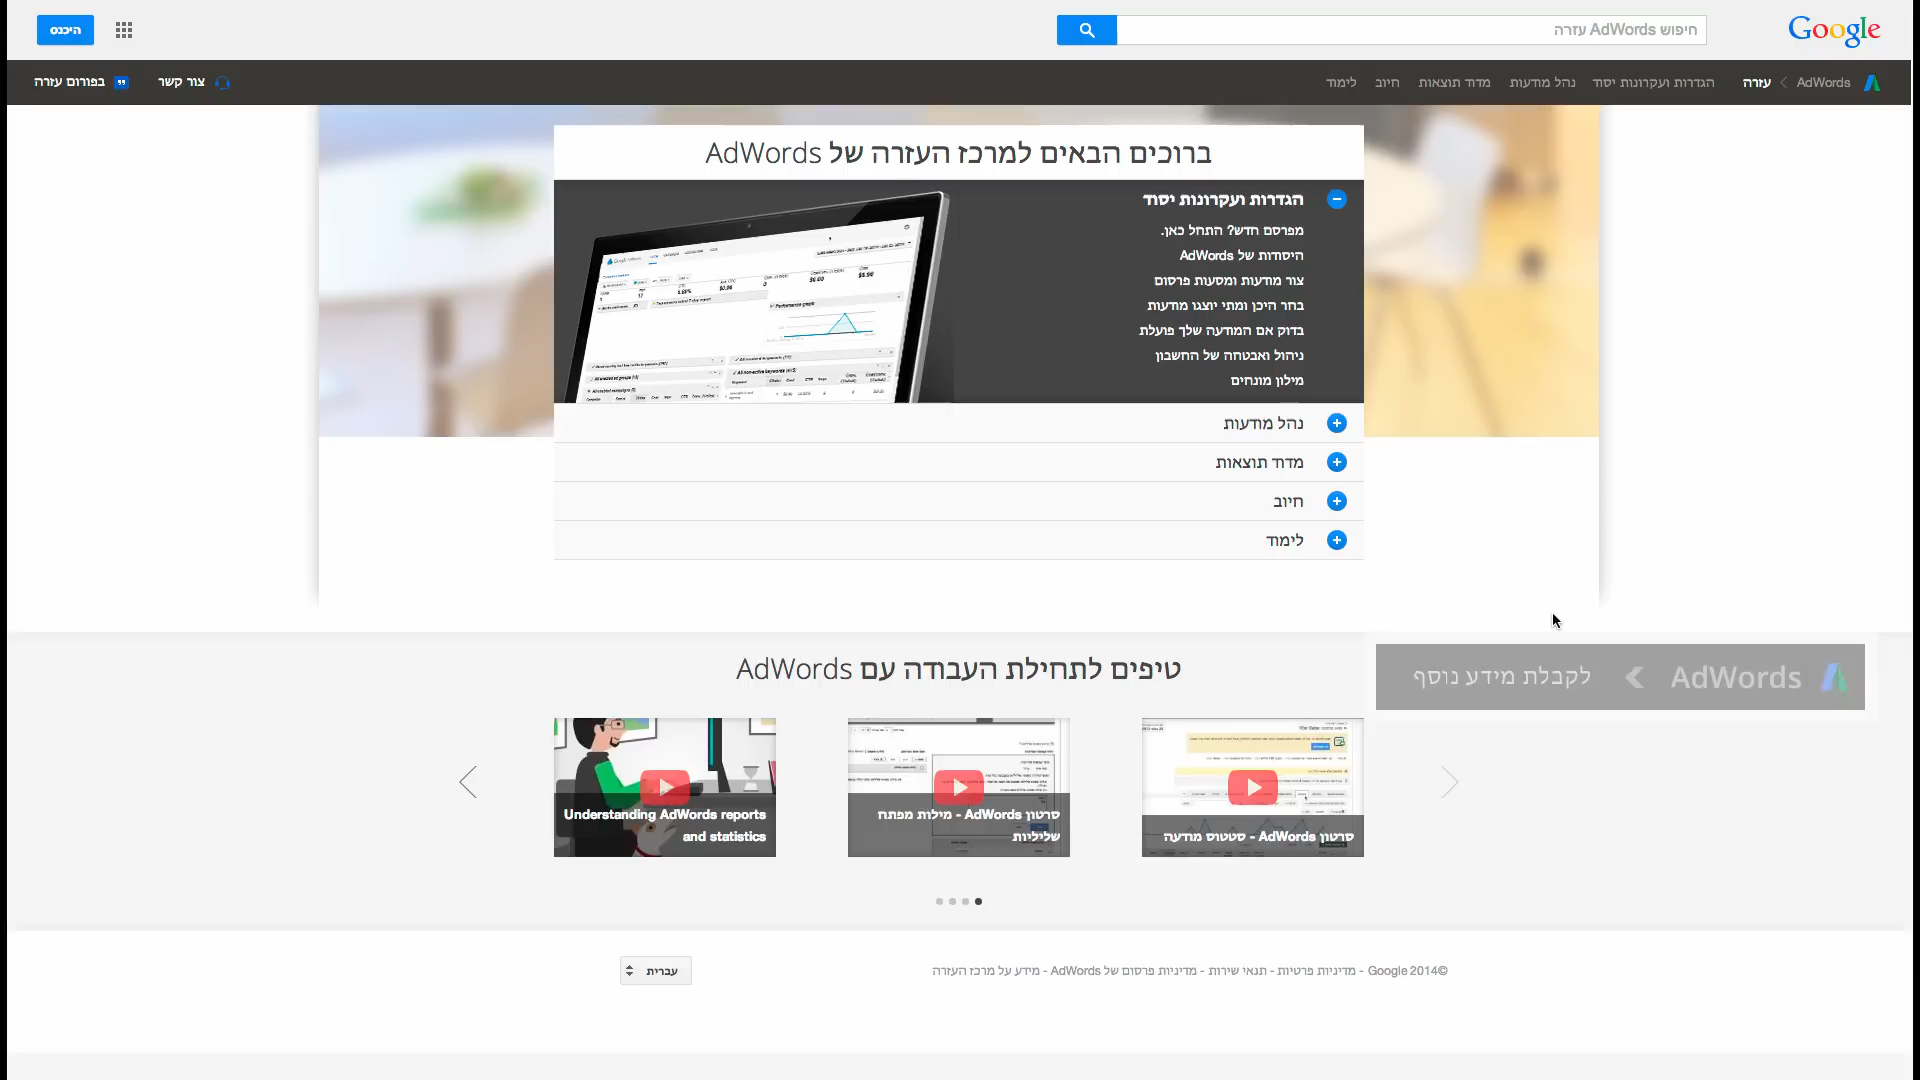 Google
חיפוש AdWords עזרה
היכנס
AdWords
עזרה
הגדרות ועקרונות יסוד
נהל מודעות
מדוד תוצאות
חיוב
לימוד
צור קשר
בפורום עזרה
ברוכים הבאים למרכז העזרה של AdWords
הגדרות ועקרונות יסוד
מפרסם חדש? התחל כאן.
היסודות של AdWords
צור מודעות ומסעות פרסום
בחר היכן ומתי יוצגו מודעות
בדוק אם המודעה שלך פועלת
ניהול ואבטחה של החשבון
מילון מונחים
נהל מודעות
מדוד תוצאות
חיוב
לימוד
AdWords
לקבלת מידע נוסף
טיפים לתחילת העבודה עם AdWords
סרטון AdWords - סטטוס מודעה
סרטון AdWords - מילות מפתח
שליליות
Understanding AdWords reports
and statistics
©2014 Google - מדיניות פרטיות - תנאי שירות - מדיניות פרסום של AdWords - מידע על מרכז העזרה
עברית